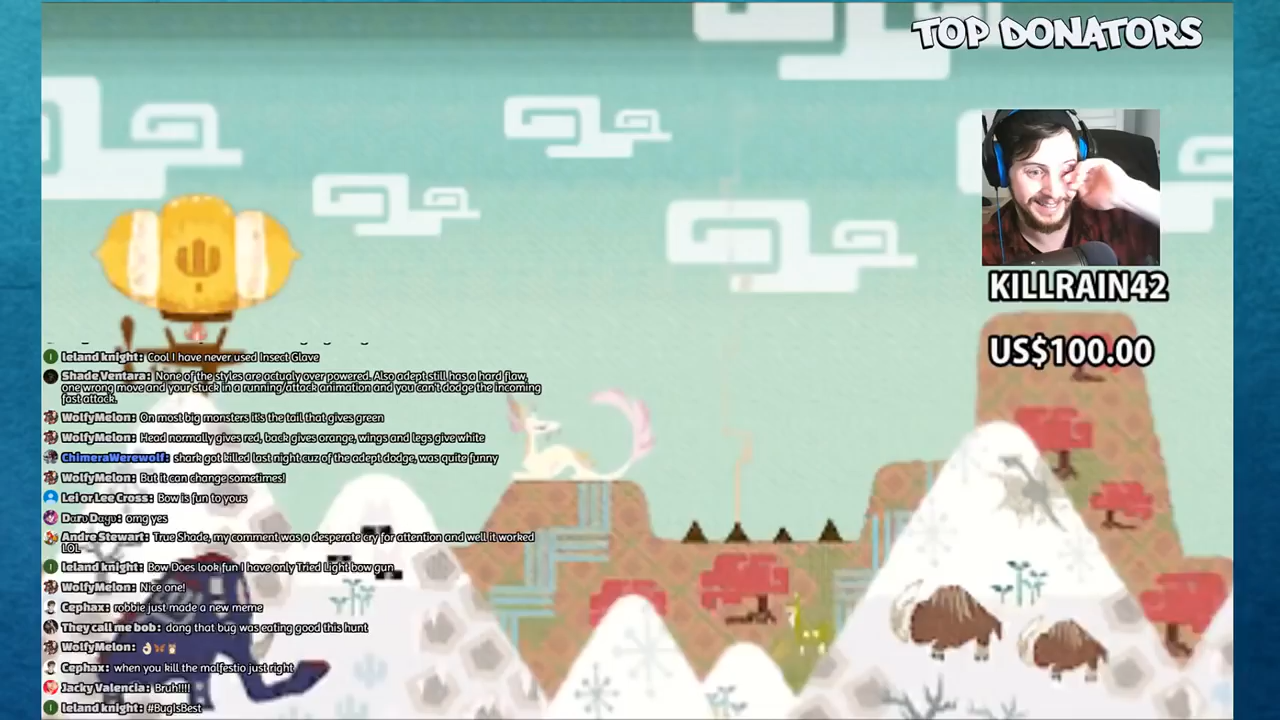 TOP DONATORS
KILLRAIN42
US$100.00
leland knight: Cool I have never used Insect Glave
Shade Ventara: None of the styles are actualy over powered. Also adept still has a hard flaw,
one wrong move and your stuck in a running/attack animation and you can't dodge the incoming
fast attack.
WolfyMelon: On most big monsters it's the tail that gives green
WolfyMelon: Head normally gives red, back gives orange, wings and legs give white
ChimeraWerewolf: shark got killed last night cuz of the adept dodge, was quite funny
WolfyMelon: But it can change sometimes!
Lei or Lee Cross: Bow is fun to yous
Daru Dayu: omg yes
Andre Stewart: True Shade, my comment was a desperate cry for attention and well it worked
LOL
leland knight: Bow Does look fun I have only Tried Light bow gun
WolfyMelon: Nice one!
Cephax: robbie just made a new meme
They call me bob: dang that bug was eating good this hunt
WolfyMelon: 👌🦋
Cephax: when you kill the malfestio just right
Jacky Valencia: Bruh!!!!
leland knight: #BugIsBest